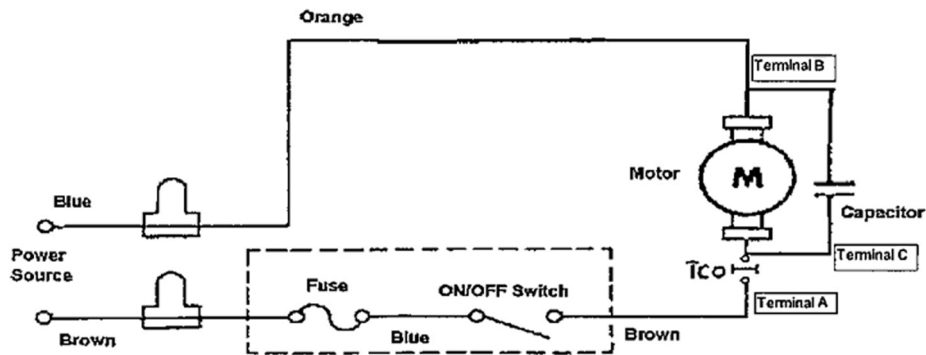 Orange
Terminal B
Motor
M
Capacitor
Blue
Power
Source
Terminal C
TCO
Fuse
ON/OFF Switch
Terminal A
Brown
Blue
Brown